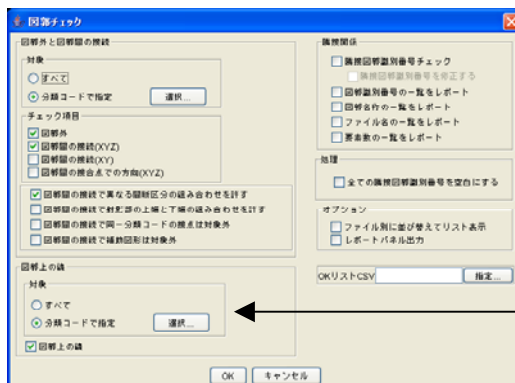 図郭チェック
図郭外と図郭間の接続
対象
すべて
分類コードで指定
選択...
チェック項目
図郭外
図郭間の接続(XYZ)
図郭間の接続(XY)
図郭間の接合点での方向(XYZ)
図郭間の接続で異なる間断区分の組み合わせを許す
図郭間の接続で射影部の上端と下端の組み合わせを許す
図郭間の接続で同一分類コードの接点は対象外
図郭間の接続で補助図形は対象外
図郭上の線
対象
すべて
分類コードで指定
選択...
図郭上の線
隣接関係
隣接図郭識別番号チェック
隣接図郭識別番号を修正する
図郭識別番号の一覧をレポート
図郭名称の一覧をレポート
ファイル名の一覧をレポート
要素数の一覧をレポート
処理
全ての隣接図郭識別番号を空白にする
オプション
ファイル別に並び替えてリスト表示
レポートパネル出力
OKリストCSV
指定...
OK
キャンセル